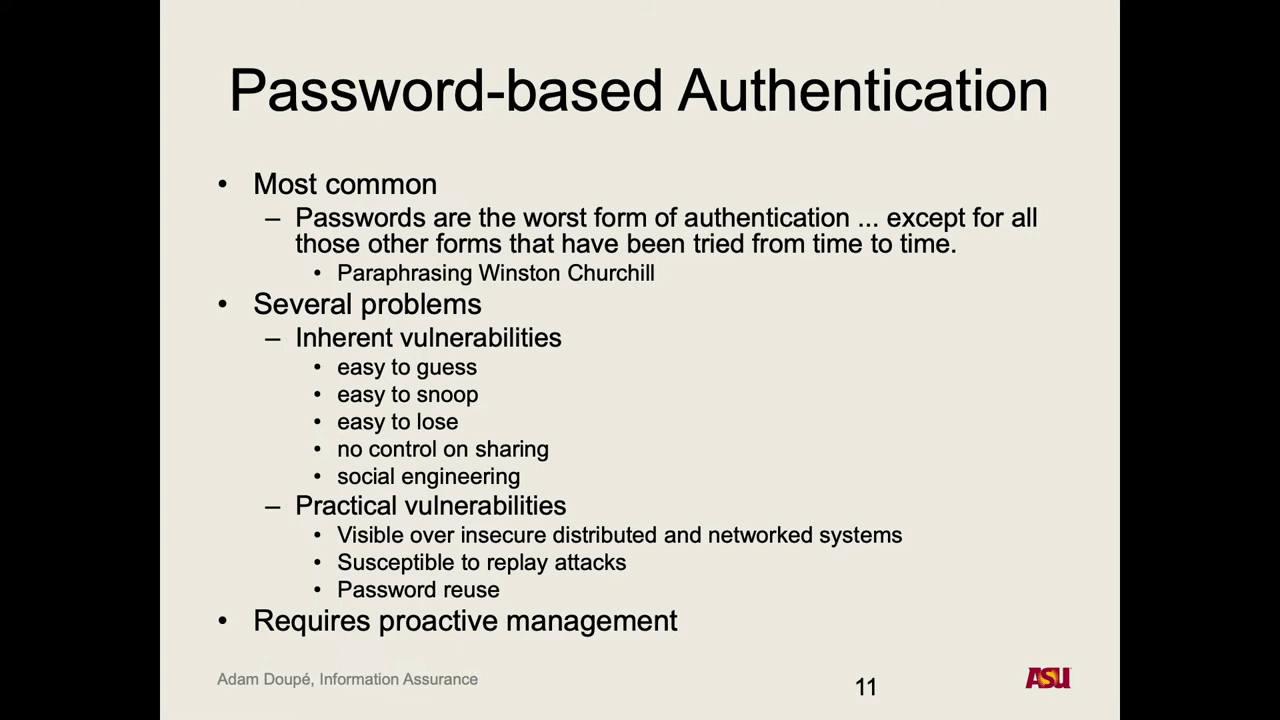 Password-based Authentication
• Most common
– Passwords are the worst form of authentication ... except for all
those other forms that have been tried from time to time.
• Paraphrasing Winston Churchill
• Several problems
– Inherent vulnerabilities
• easy to guess
• easy to snoop
• easy to lose
• no control on sharing
• social engineering
– Practical vulnerabilities
• Visible over insecure distributed and networked systems
• Susceptible to replay attacks
• Password reuse
• Requires proactive management
Adam Doupé, Information Assurance
11
ASU